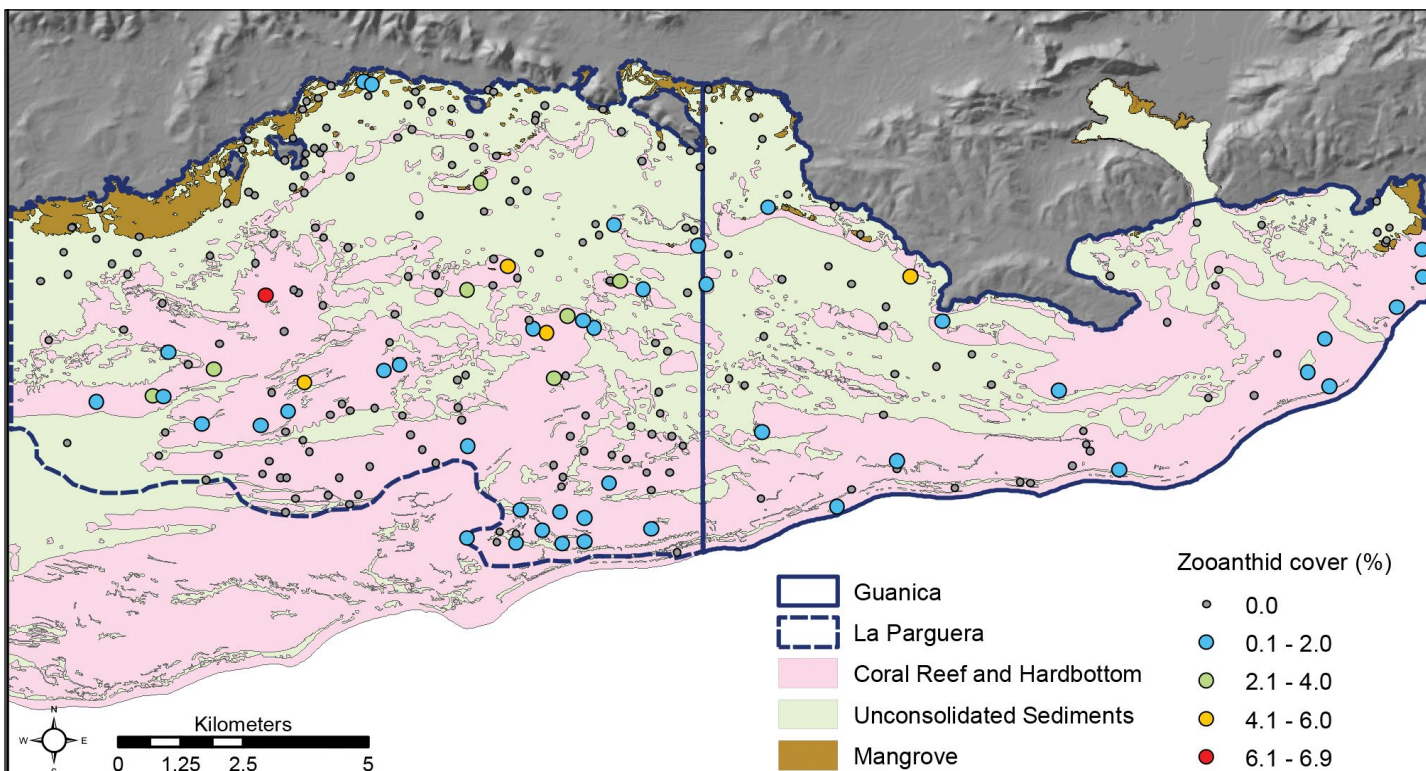 Zooanthid cover (%)
Guanica
0.0
La Parguera
0.1 - 2.0
Coral Reef and Hardbottom
2.1 - 4.0
Unconsolidated Sediments
4.1 - 6.0
Mangrove
6.1 - 6.9
N
W E
S
Kilometers
0 1.25 2.5 5